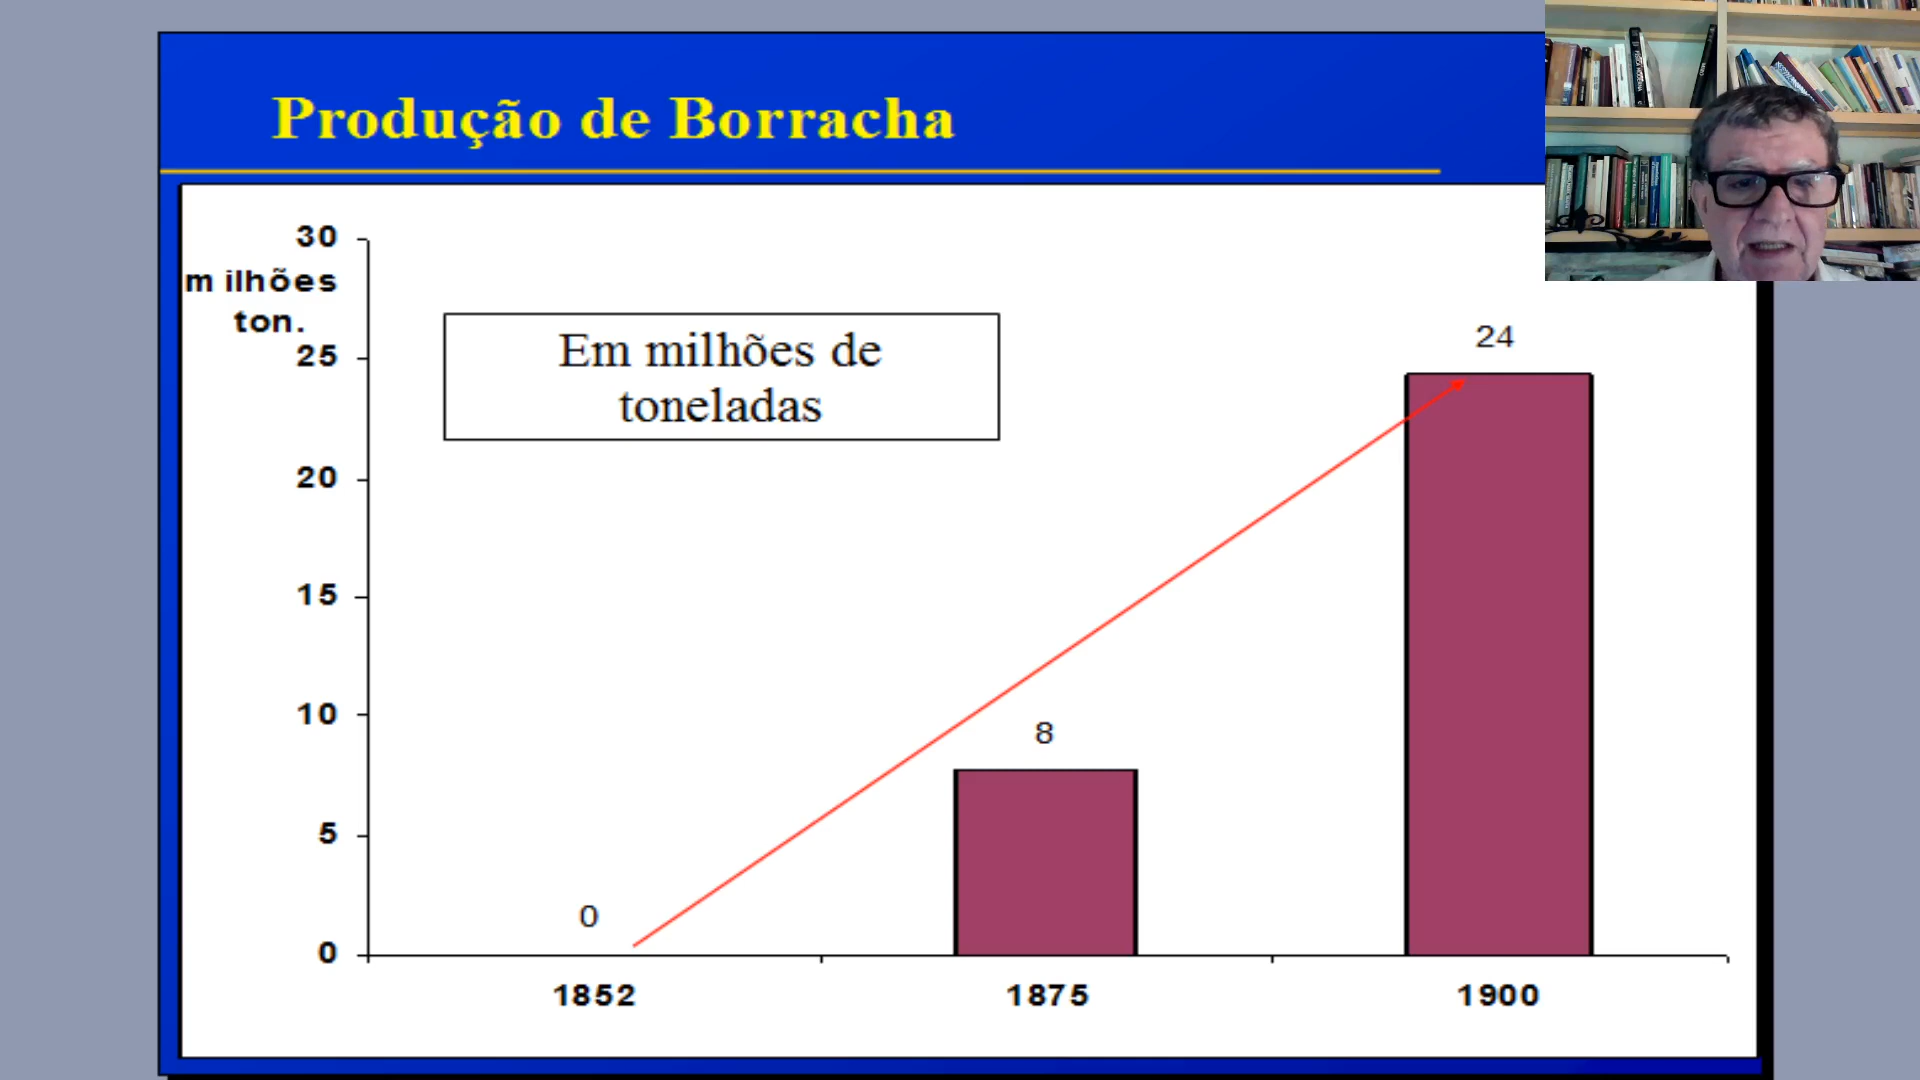 Produção de Borracha
30
m ilhões
ton.
25
20
15
10
5
0
Em milhões de
toneladas
0
8
24
1852
1875
1900